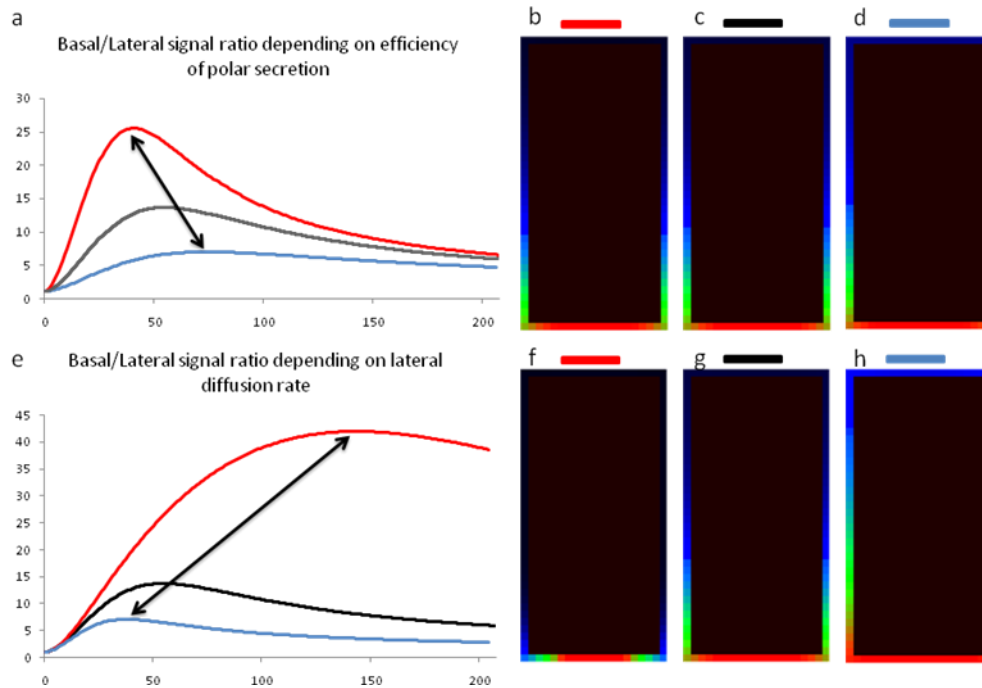 a
Basal/Lateral signal ratio depending on efficiency
of polar secretion
30
25
20
15
10
5
0
0 50 100 150 200
b c d
e
Basal/Lateral signal ratio depending on lateral
diffusion rate
45
40
35
30
25
20
15
10
5
0
0 50 100 150 200
f g h